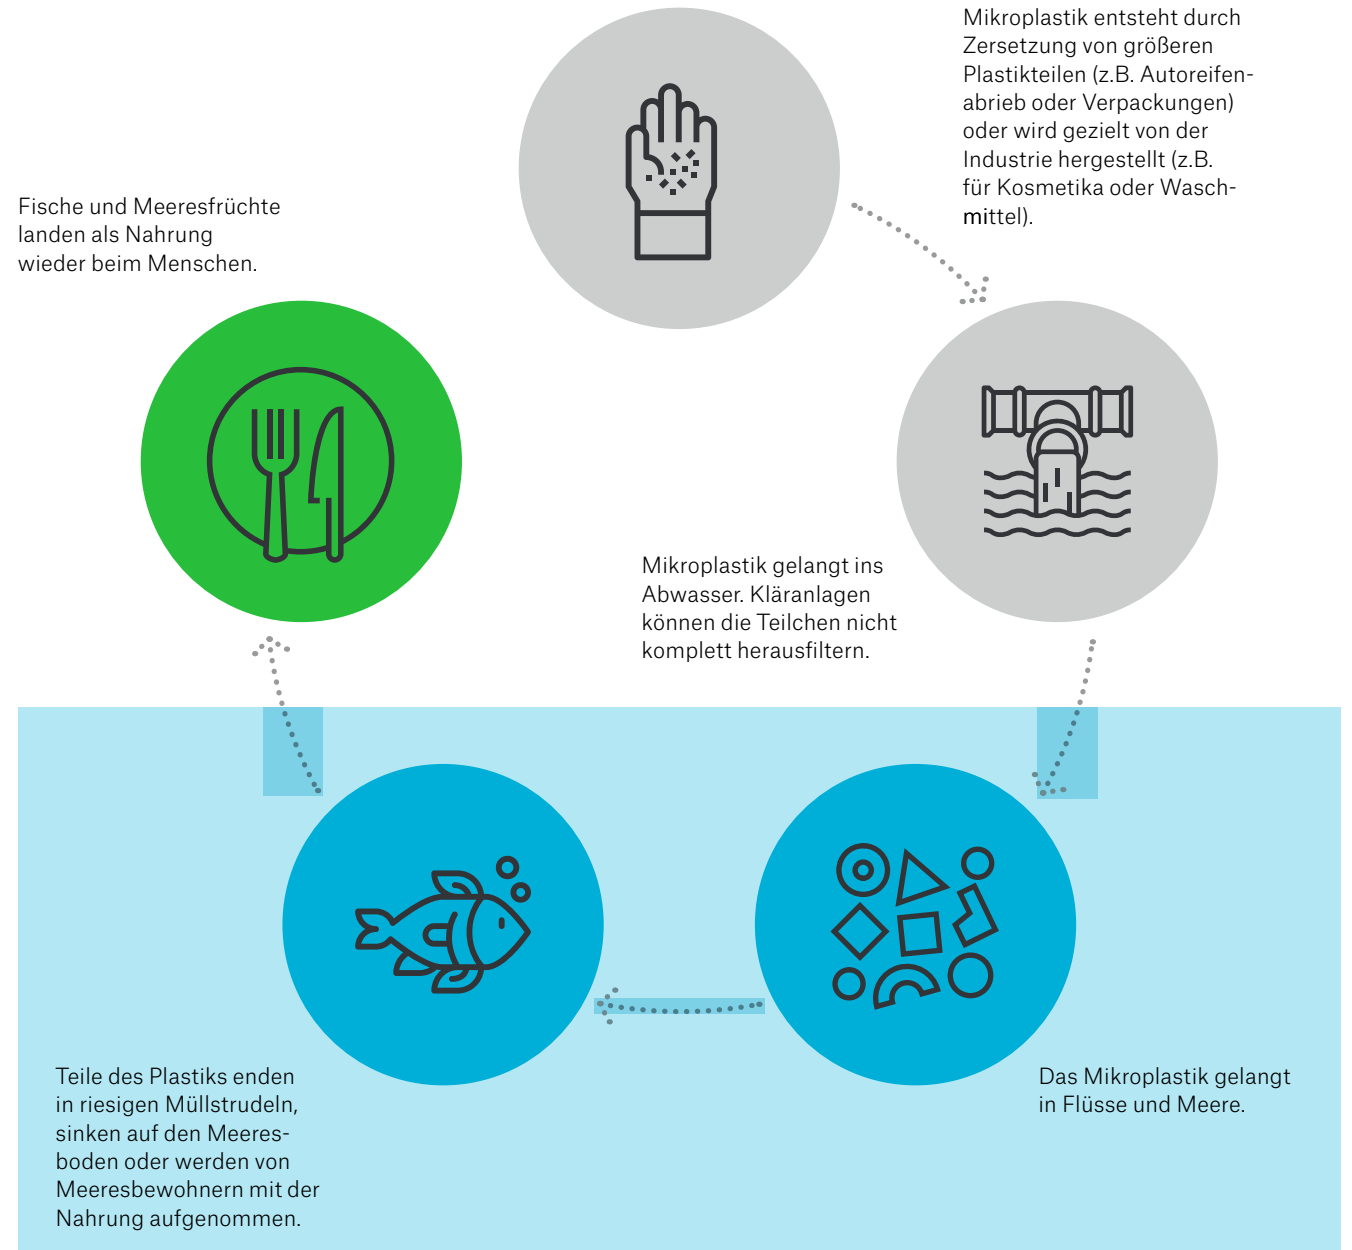 Mikroplastik entsteht durch
Zersetzung von größeren
Plastikteilen (z.B. Autoreifen-
abrieb oder Verpackungen)
oder wird gezielt von der
Industrie hergestellt (z.B.
für Kosmetika oder Wasch-
mittel).
Fische und Meeresfrüchte
landen als Nahrung
wieder beim Menschen.
Mikroplastik gelangt ins
Abwasser. Kläranlagen
können die Teilchen nicht
komplett herausfiltern.
Teile des Plastiks enden
in riesigen Müllstrudeln,
sinken auf den Meeres-
boden oder werden von
Meeresbewohnern mit der
Nahrung aufgenommen.
Das Mikroplastik gelangt
in Flüsse und Meere.